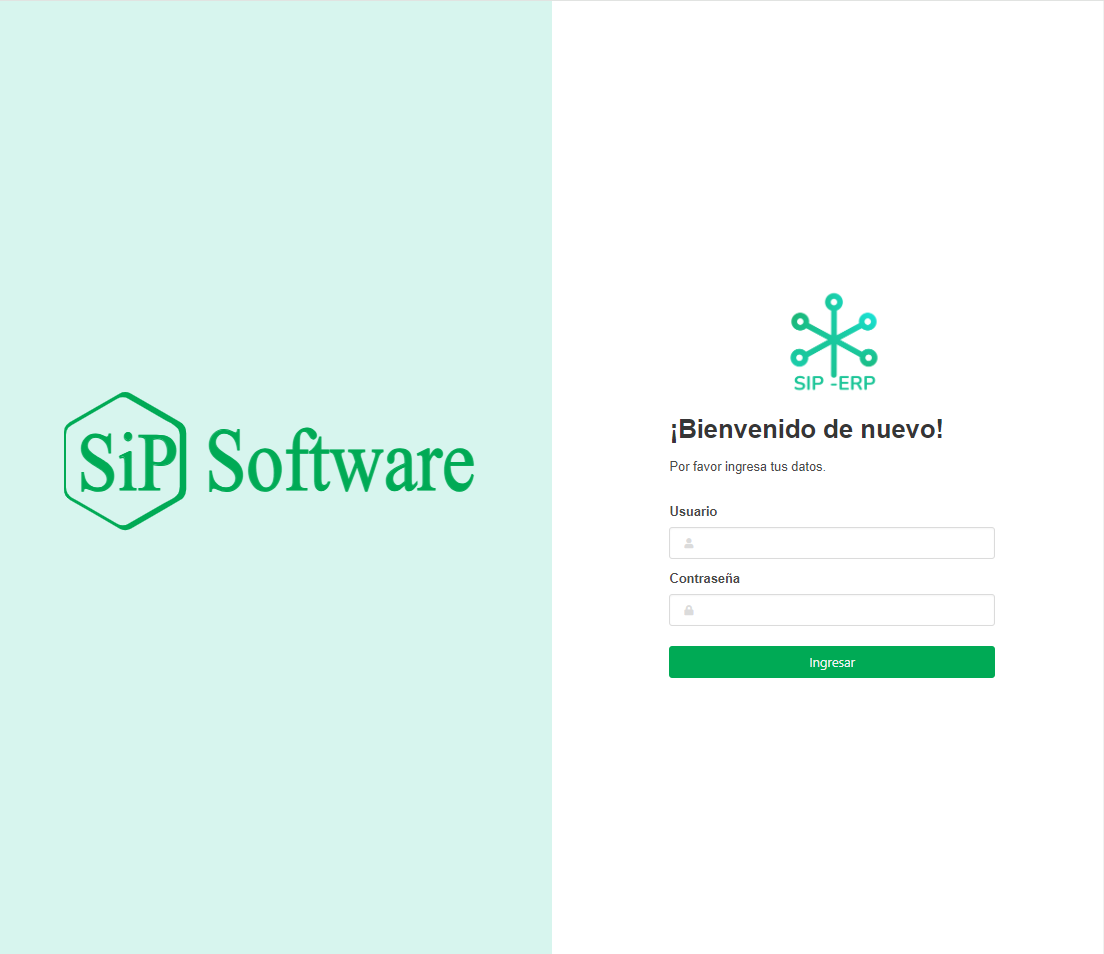 SiP Software
SIP -ERP
¡Bienvenido de nuevo!
Por favor ingresa tus datos.
Usuario
Contraseña
Ingresar